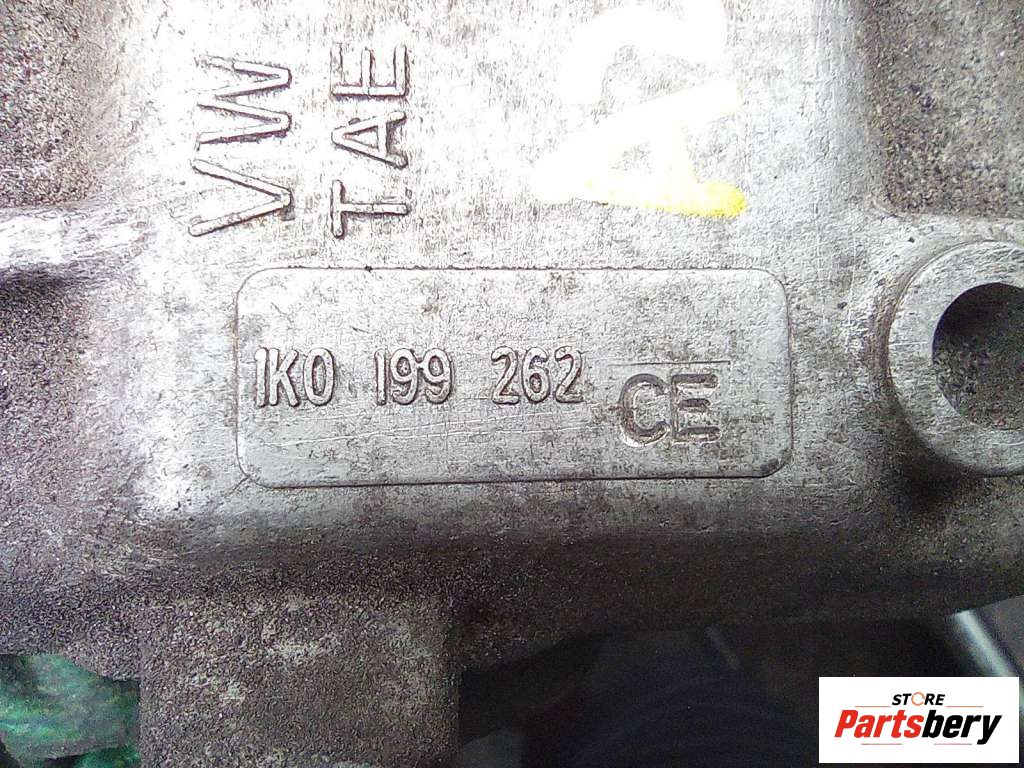 VW
TAE
1K0 199 262 CE
STORE
Partsbery